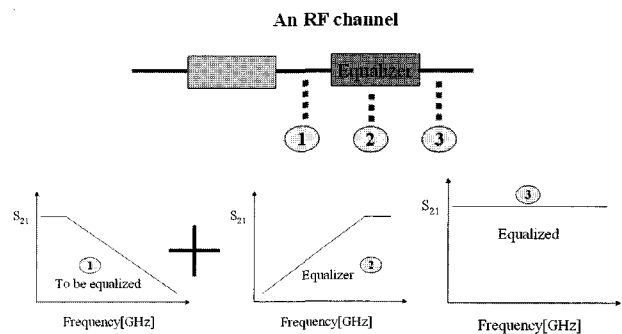 An RF channel
Equalizer
1 2 3
S21
1
To be equalized
Frequency[GHz]
S21
Equalizer 2
Frequency[GHz]
S21
3
Equalized
Frequency[GHz]